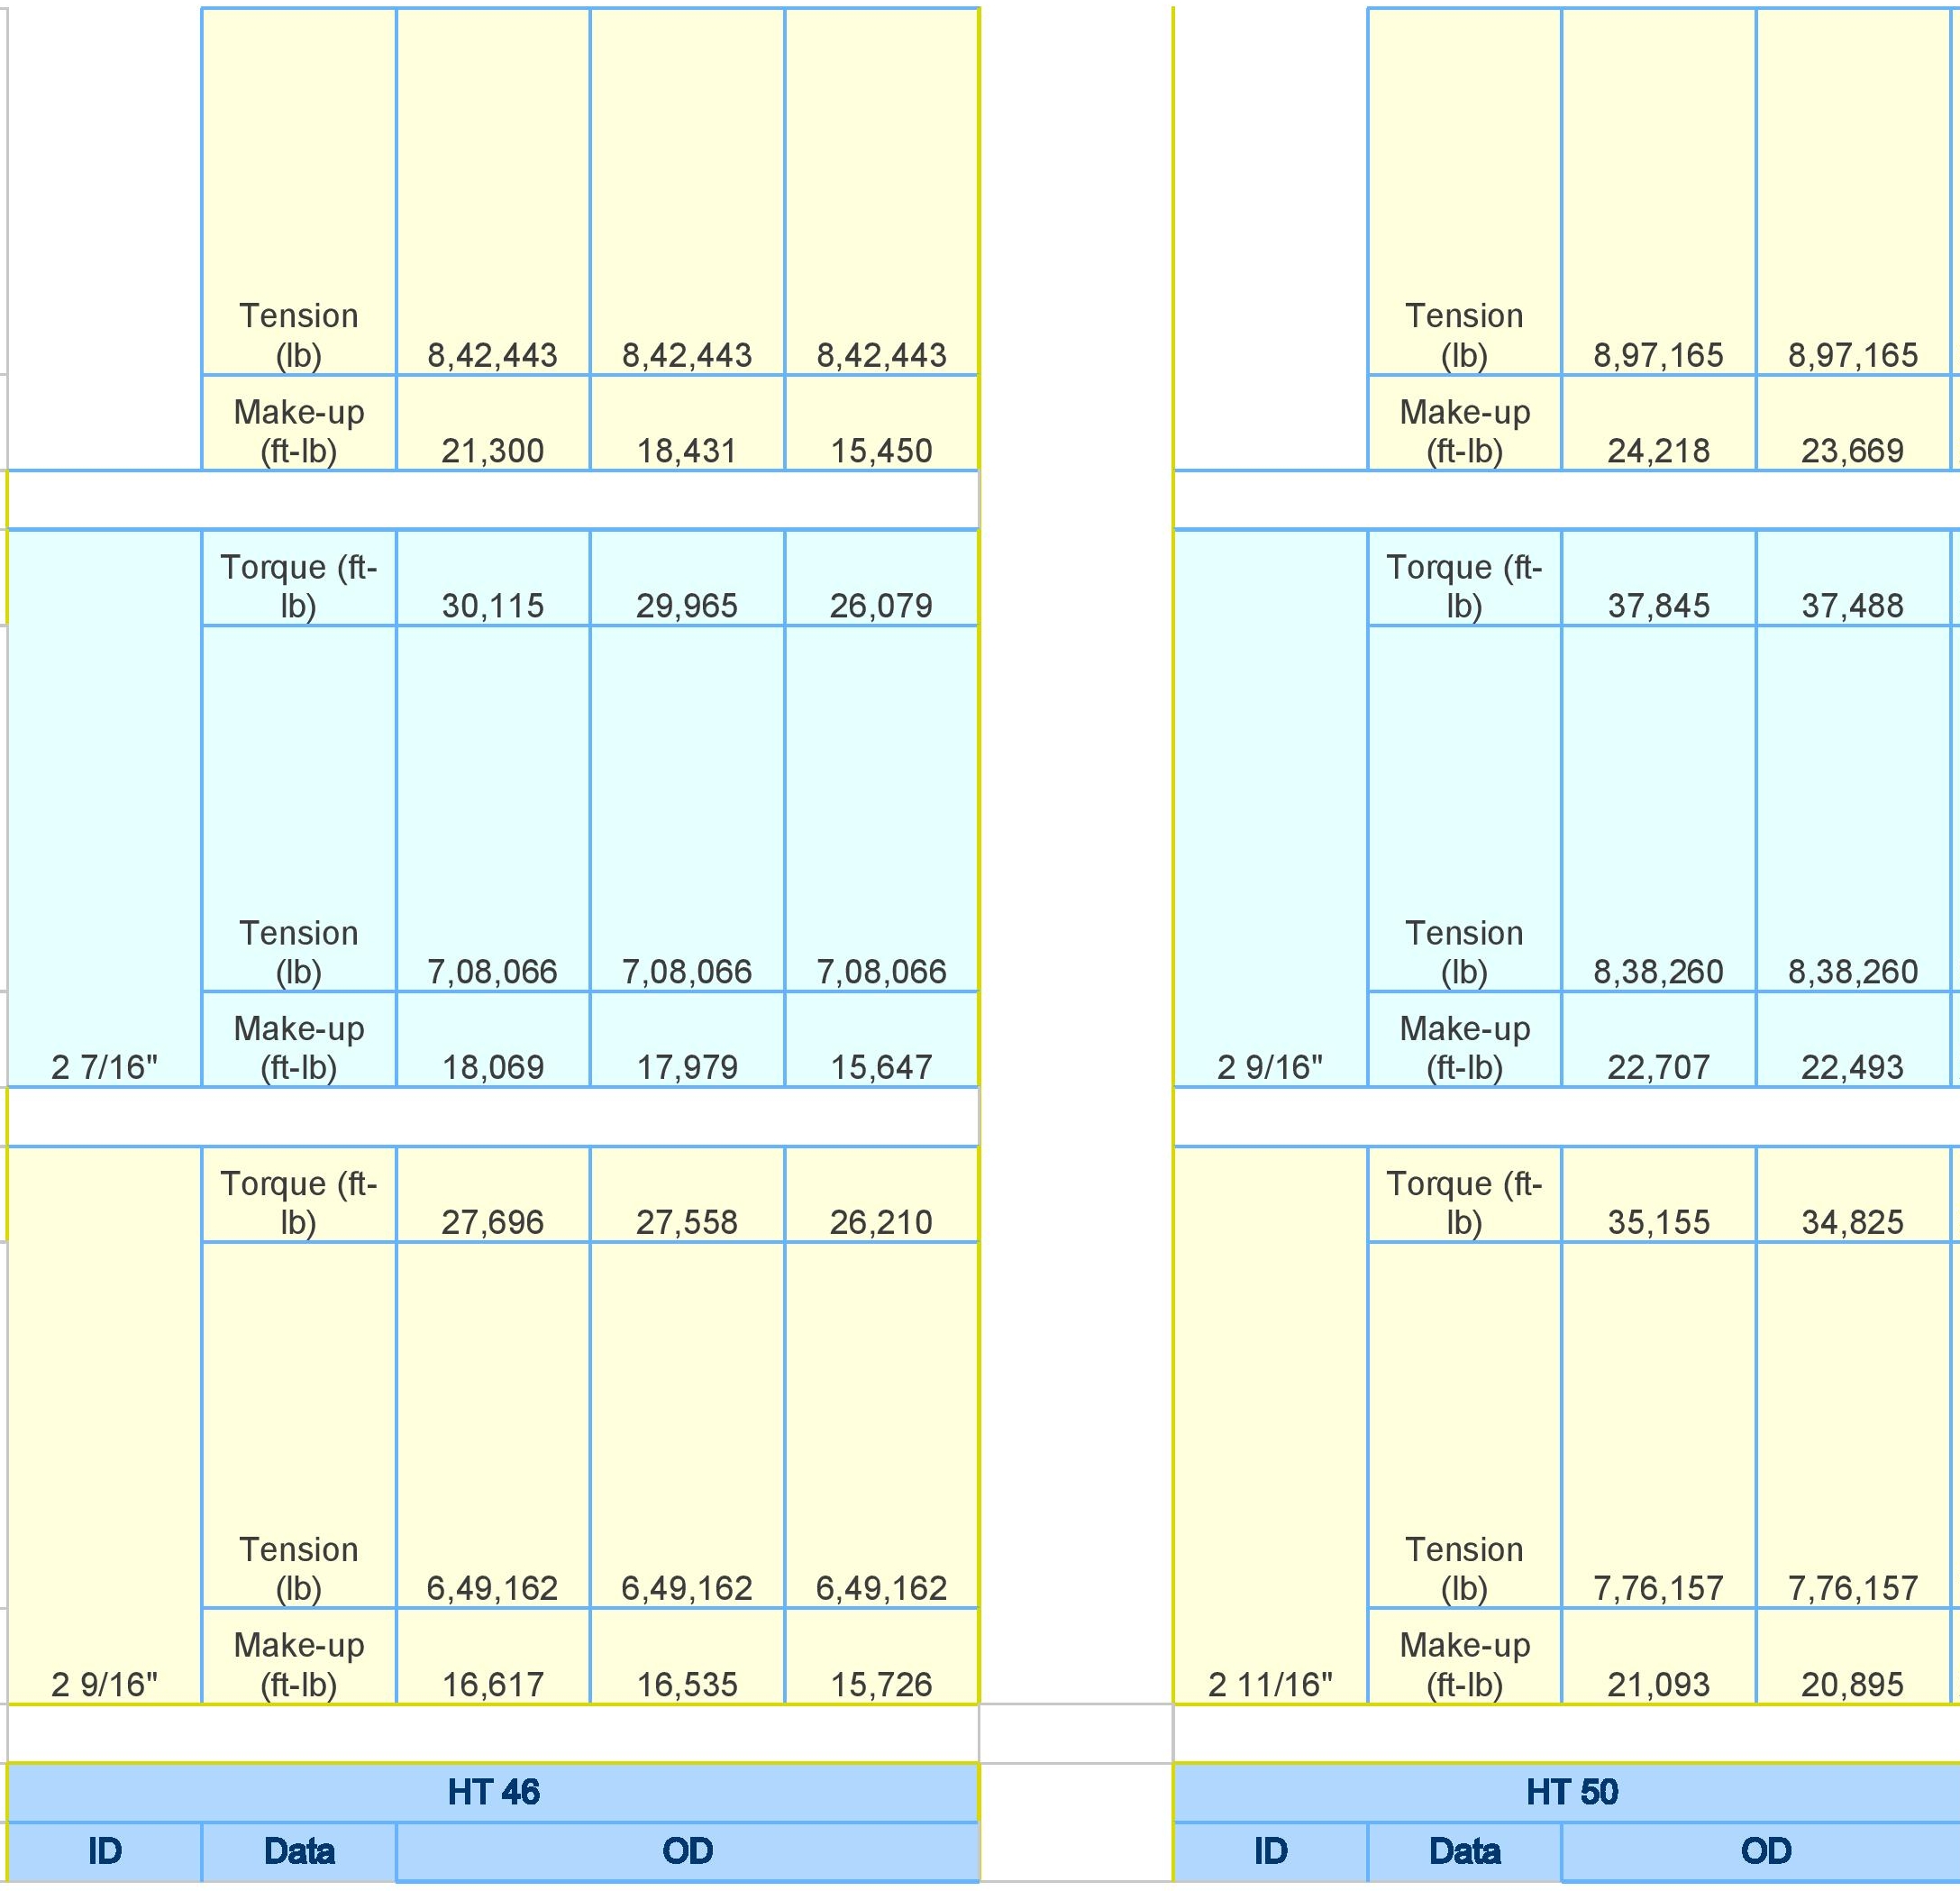 Tension
(lb) 8,42,443 8,42,443 8,42,443
Make-up
(ft-lb) 21,300 18,431 15,450
Torque (ft-
lb) 30,115 29,965 26,079
Tension
(lb) 7,08,066 7,08,066 7,08,066
Make-up
2 7/16" (ft-lb) 18,069 17,979 15,647
Torque (ft-
lb) 27,696 27,558 26,210
Tension
(lb) 6,49,162 6,49,162 6,49,162
Make-up
2 9/16" (ft-lb) 16,617 16,535 15,726
HT 46
ID Data OD
Tension
(lb) 8,97,165 8,97,165
Make-up
(ft-lb) 24,218 23,669
Torque (ft-
lb) 37,845 37,488
Tension
(lb) 8,38,260 8,38,260
Make-up
2 9/16" (ft-lb) 22,707 22,493
Torque (ft-
lb) 35,155 34,825
Tension
(lb) 7,76,157 7,76,157
Make-up
2 11/16" (ft-lb) 21,093 20,895
HT 50
ID Data OD